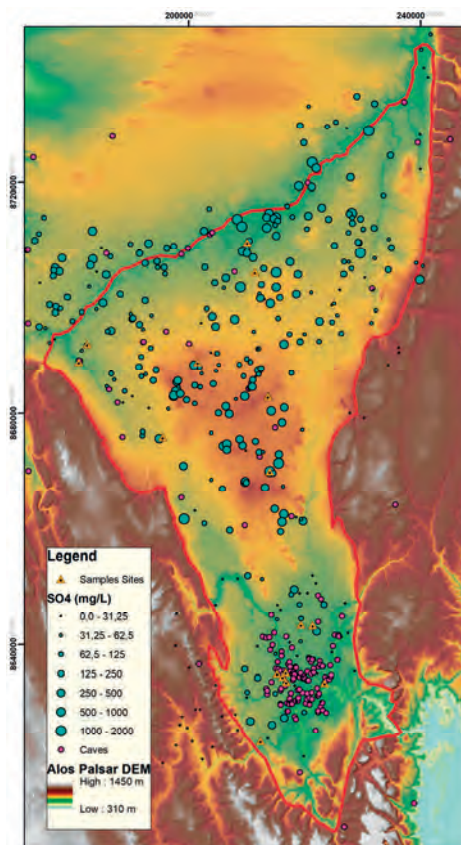 200000 240000
8720000
8680000
8640000
Legend
Samples Sites
SO4 (mg/L)
0,0 - 31,25
31,25 - 62,5
62,5 - 125
125 - 250
250 - 500
500 - 1000
1000 - 2000
Caves
Alos Palsar DEM
High : 1450 m
Low : 310 m